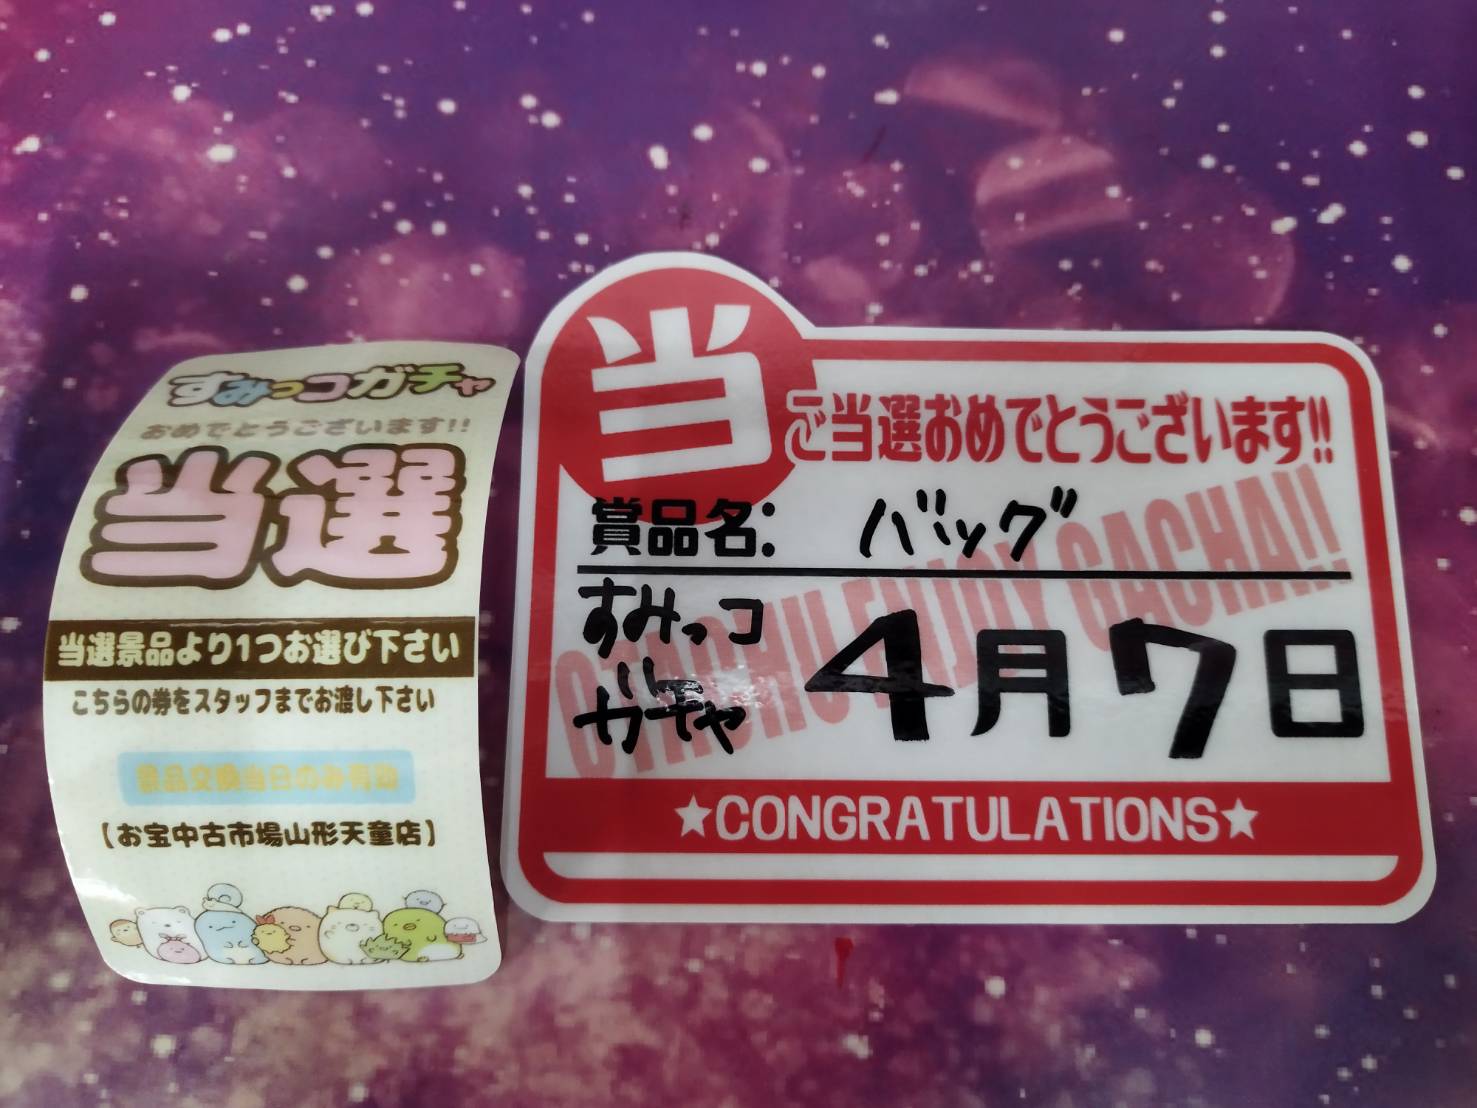 すみっコガチャ
おめでとうございます!!
当選
当選景品より1つお選び下さい
こちらの券をスタッフまでお渡し下さい
景品交換当日のみ有効
【お宝中古市場山形天童店】
当
ご当選おめでとうございます!!
賞品名: バッグ
すみっコ
ガチャ
4月7日
OTACHU ENJOY GACHA!!
★CONGRATULATIONS★